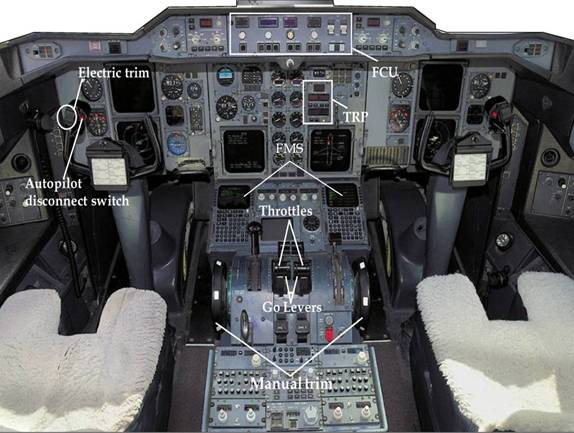 Electric trim
FCU
TRP
FMS
Autopilot
disconnect switch
Throttles
Go Levers
Manual trim